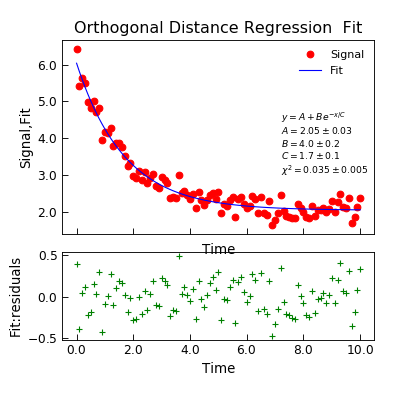 Orthogonal Distance Regression  Fit
Signal,Fit
6.0
5.0
4.0
3.0
2.0
Signal
Fit
y = A + Be^{-x/C}
A = 2.05 ± 0.03
B = 4.0 ± 0.2
C = 1.7 ± 0.1
χ² = 0.035 ± 0.005
Time
Fit:residuals
0.5
0.0
−0.5
0.0 2.0 4.0 6.0 8.0 10.0
Time